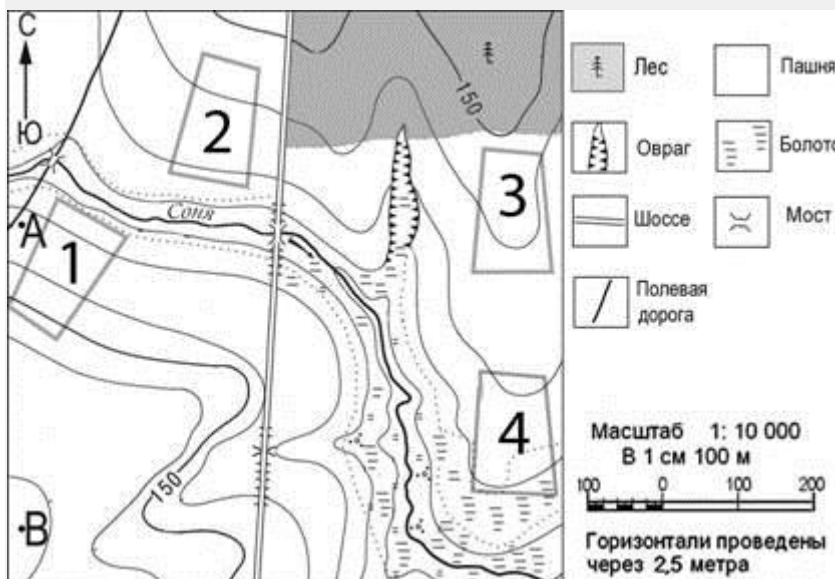 С
Ю
150
2
3
Соня
А
1
4
150
В
Лес
Пашня
Овраг
Болото
Шоссе
Мост
Полевая
дорога
Масштаб 1: 10 000
В 1 см 100 м
100 0 100 200
Горизонтали проведены
через 2,5 метра